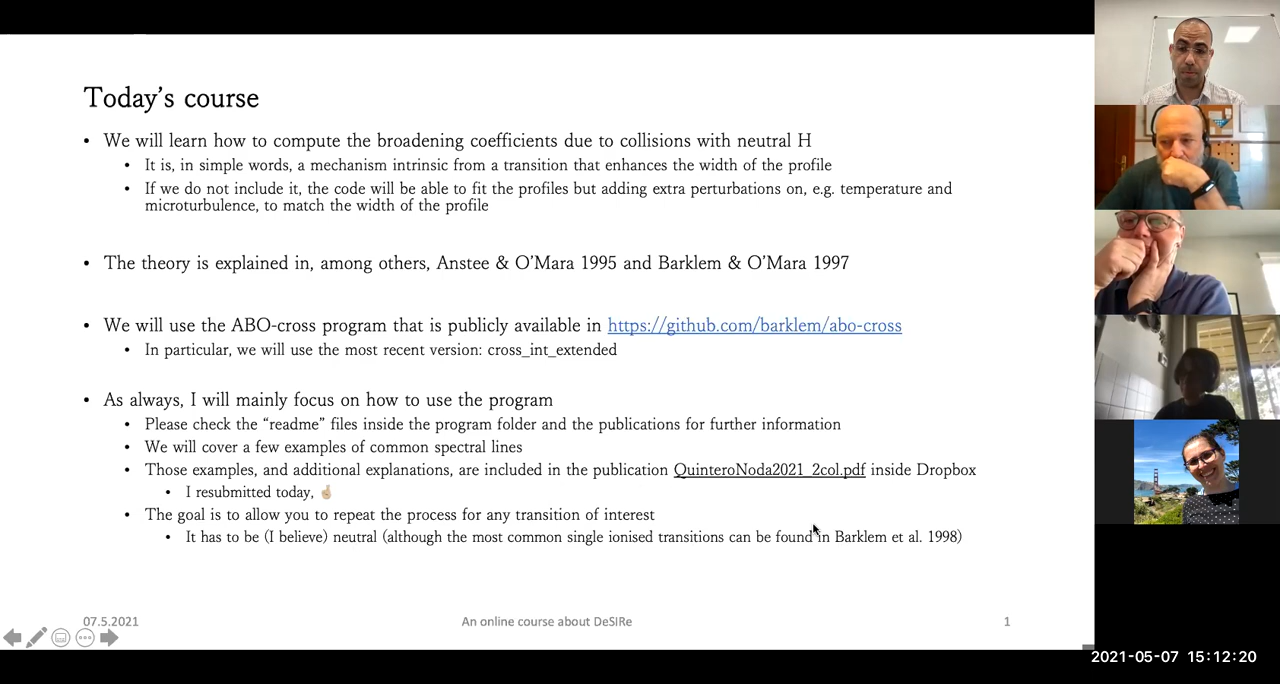 Today's course
• We will learn how to compute the broadening coefficients due to collisions with neutral H
• It is, in simple words, a mechanism intrinsic from a transition that enhances the width of the profile
• If we do not include it, the code will be able to fit the profiles but adding extra perturbations on, e.g. temperature and
microturbulence, to match the width of the profile
• The theory is explained in, among others, Anstee & O'Mara 1995 and Barklem & O'Mara 1997
• We will use the ABO-cross program that is publicly available in https://github.com/barklem/abo-cross
• In particular, we will use the most recent version: cross_int_extended
• As always, I will mainly focus on how to use the program
• Please check the “readme” files inside the program folder and the publications for further information
• We will cover a few examples of common spectral lines
• Those examples, and additional explanations, are included in the publication QuinteroNoda2021_2col.pdf inside Dropbox
• I resubmitted today, 🤞🏼
• The goal is to allow you to repeat the process for any transition of interest
• It has to be (I believe) neutral (although the most common single ionised transitions can be found in Barklem et al. 1998)
07.5.2021
An online course about DeSIRe
1
2021-05-07 15:12:20